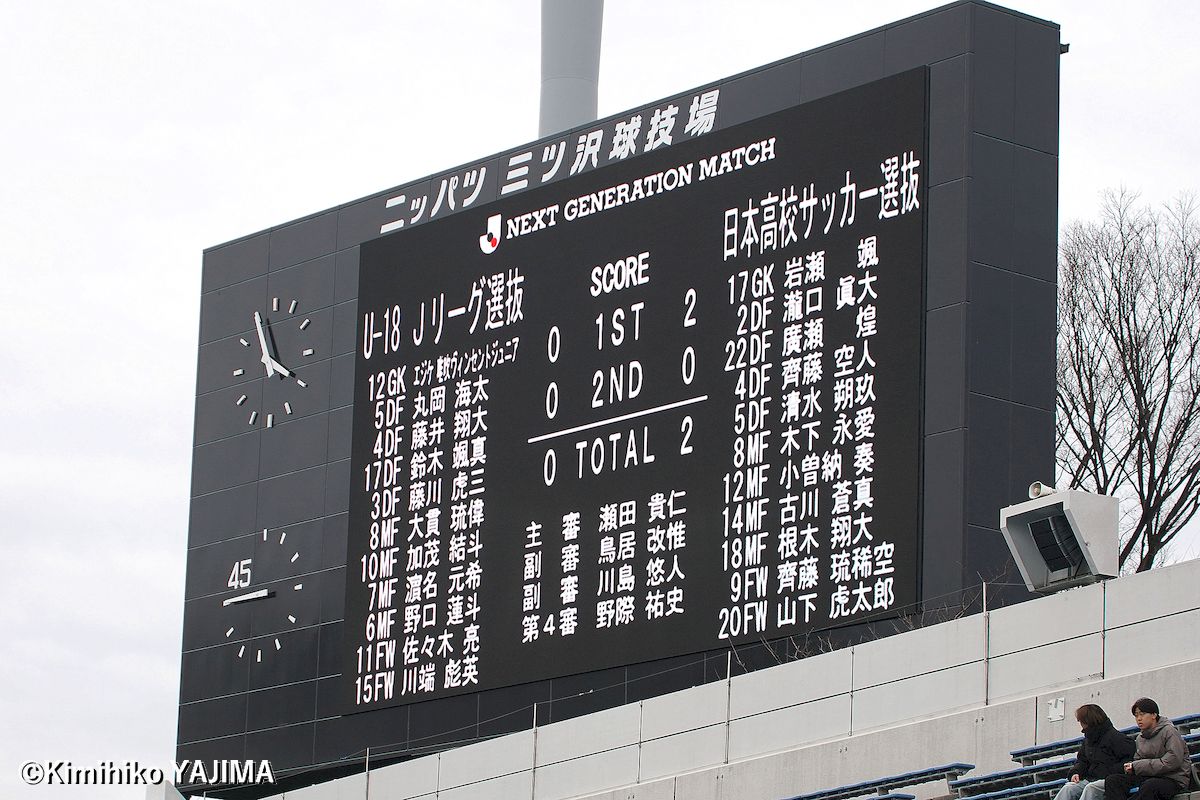 ニッパツ 三ツ沢球技場
J NEXT GENERATION MATCH
U-18 Jリーグ選抜
12GK エジケ 唯吹ヴィンセントジュニア
5DF 丸岡 海太
4DF 藤井 翔大
17DF 鈴木 颯真
3DF 藤川 虎三
8MF 大貫 琉偉
10MF 加茂 結斗
7MF 濵名 元希
6MF 野口 蓮斗
11FW 佐々木 亮
15FW 川端 彪英
SCORE
0 1ST 2
0 2ND 0
0 TOTAL 2
主審 瀬田 貴仁
副審 鳥居 改惟
副審 川島 悠人
第4審 野際 祐史
日本高校サッカー選抜
17GK 岩瀬 颯
2DF 瀧口 眞大
22DF 廣瀬 煌
4DF 齊藤 空人
5DF 清水 朔玖
8MF 木下 永愛
12MF 小曽納 奏
14MF 古川 蒼真
18MF 根木 翔大
9FW 齊藤 琉稀空
20FW 山下 虎太郎
45
©Kimihiko YAJIMA